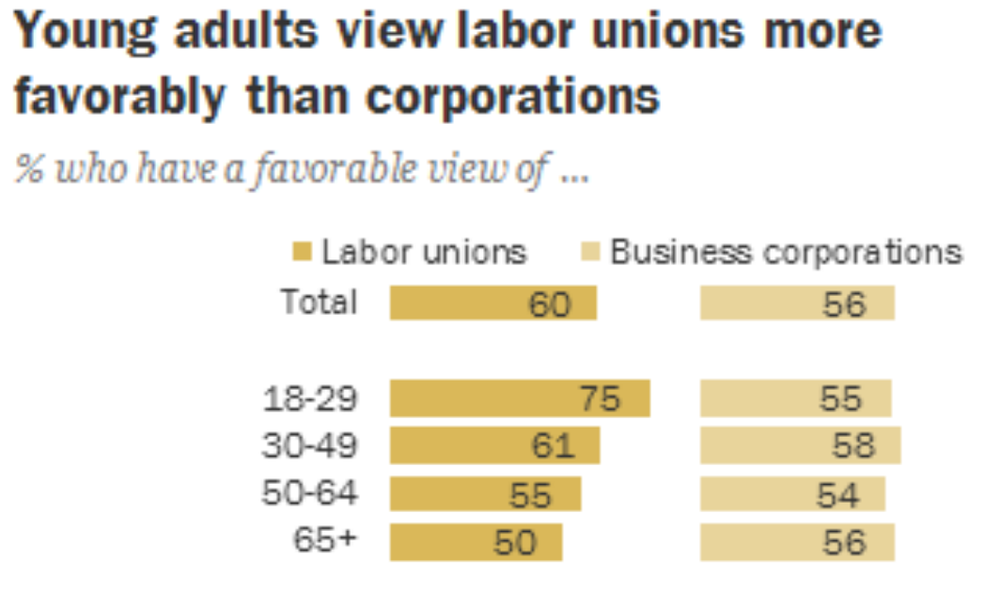 Young adults view labor unions more
favorably than corporations
% who have a favorable view of ...
Labor unions Business corporations
Total 60 56
18-29 75 55
30-49 61 58
50-64 55 54
65+ 50 56